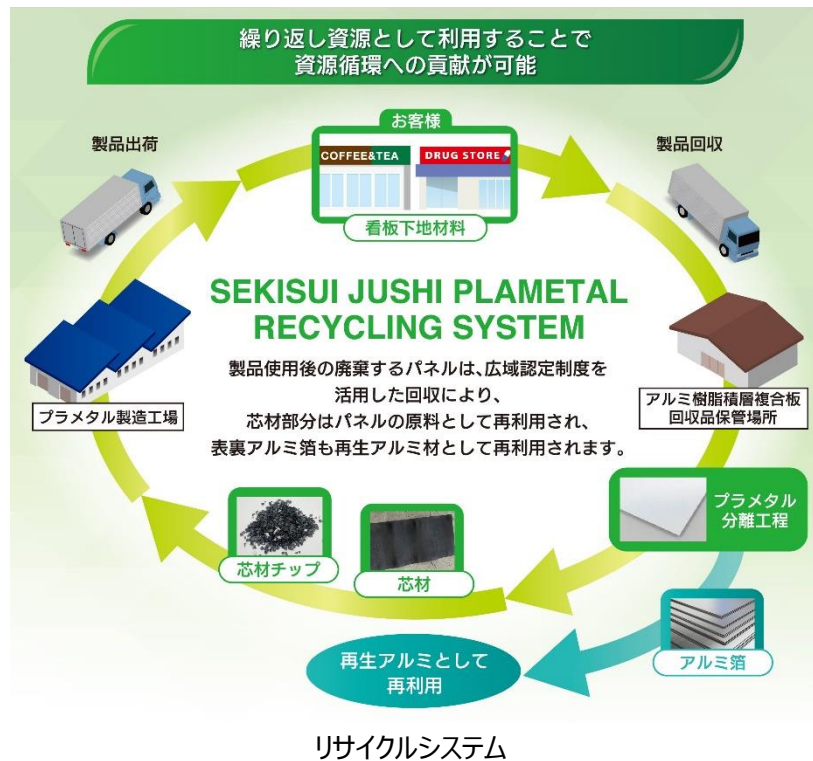 繰り返し資源として利用することで
資源循環への貢献が可能
お客様
製品出荷
製品回収
COFFEE&TEA
DRUG STORE
看板下地材料
SEKISUI JUSHI PLAMETAL
RECYCLING SYSTEM
製品使用後の廃棄するパネルは、広域認定制度を
活用した回収により、
芯材部分はパネルの原料として再利用され、
表裏アルミ箔も再生アルミ材として再利用されます。
プラメタル製造工場
アルミ樹脂積層複合板
回収品保管場所
プラメタル
分離工程
芯材チップ
芯材
アルミ箔
再生アルミとして
再利用
リサイクルシステム